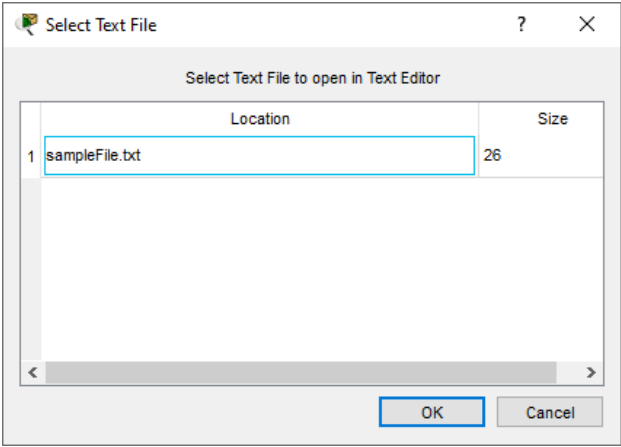 Select Text File
?
Select Text File to open in Text Editor
Location Size
1 sampleFile.txt 26
OK Cancel